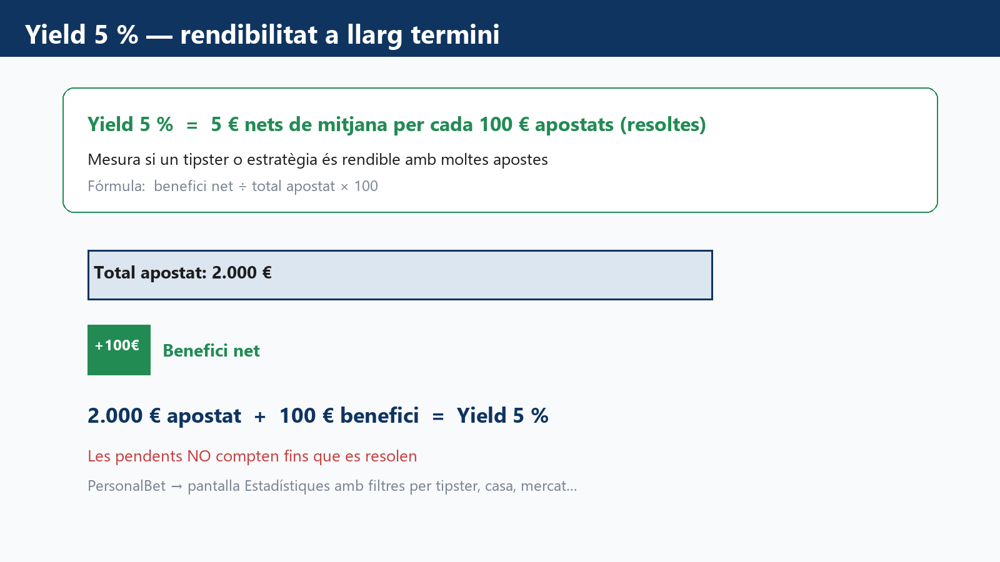 Yield 5 % — rendibilitat a llarg termini
Yield 5 % = 5 € nets de mitjana per cada 100 € apostats (resoltes)
Mesura si un tipster o estratègia és rendible amb moltes apostes
Fórmula: benefici net ÷ total apostat × 100
Total apostat: 2.000 €
+100€
Benefici net
2.000 € apostat + 100 € benefici = Yield 5 %
Les pendents NO compten fins que es resolen
PersonalBet → pantalla Estadístiques amb filtres per tipster, casa, mercat...